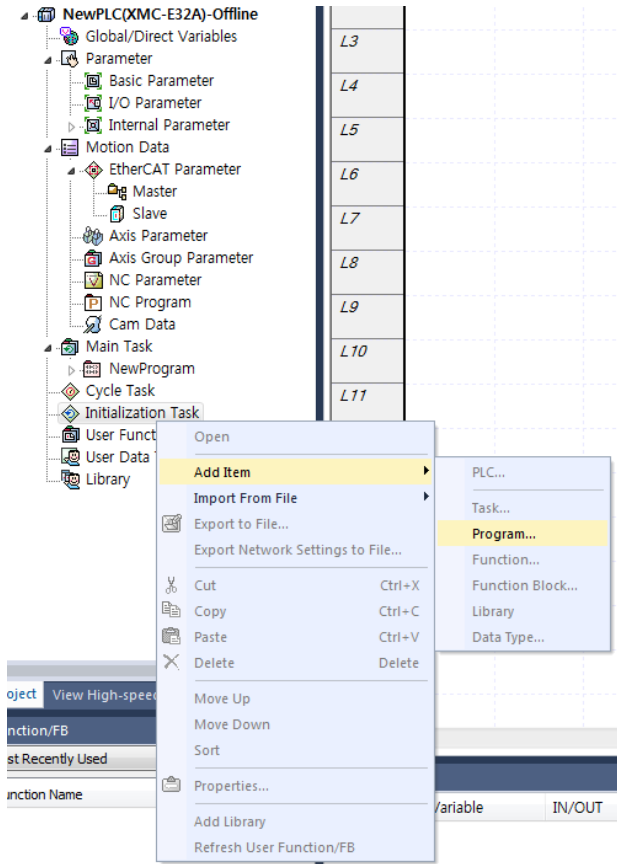 NewPLC(XMC-E32A)-Offline
Global/Direct Variables
Parameter
Basic Parameter
I/O Parameter
Internal Parameter
Motion Data
EtherCAT Parameter
Master
Slave
Axis Parameter
Axis Group Parameter
NC Parameter
NC Program
Cam Data
Main Task
NewProgram
Cycle Task
Initialization Task
User Funct
User Data
Library
L3
L4
L5
L6
L7
L8
L9
L10
L11
Open
Add Item
Import From File
Export to File...
Export Network Settings to File...
Cut Ctrl+X
Copy Ctrl+C
Paste Ctrl+V
Delete Delete
Move Up
Move Down
Sort
Properties...
Add Library
Refresh User Function/FB
PLC...
Task...
Program...
Function...
Function Block...
Library
Data Type...
oject View High-speed
nction/FB
st Recently Used
unction Name
Variable IN/OUT